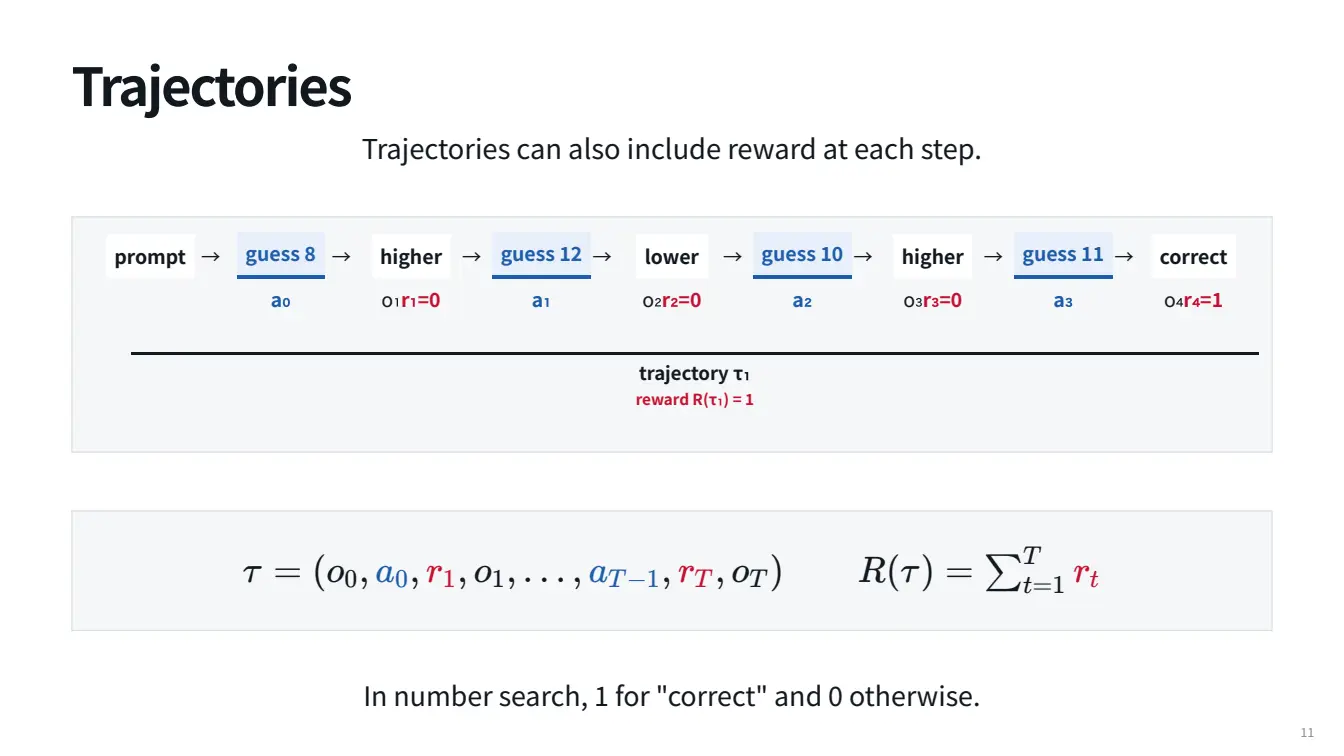 Trajectories
Trajectories can also include reward at each step.
prompt → guess 8 → higher → guess 12 → lower → guess 10 → higher → guess 11 → correct
a₀ o₁r₁=0 a₁ o₂r₂=0 a₂ o₃r₃=0 a₃ o₄r₄=1
trajectory τ₁
reward R(τ₁) = 1
τ = (o₀, a₀, r₁, o₁, . . . , a_{T−1}, r_T, o_T) R(τ) = ∑_{t=1}^{T} r_t
In number search, 1 for "correct" and 0 otherwise.
11